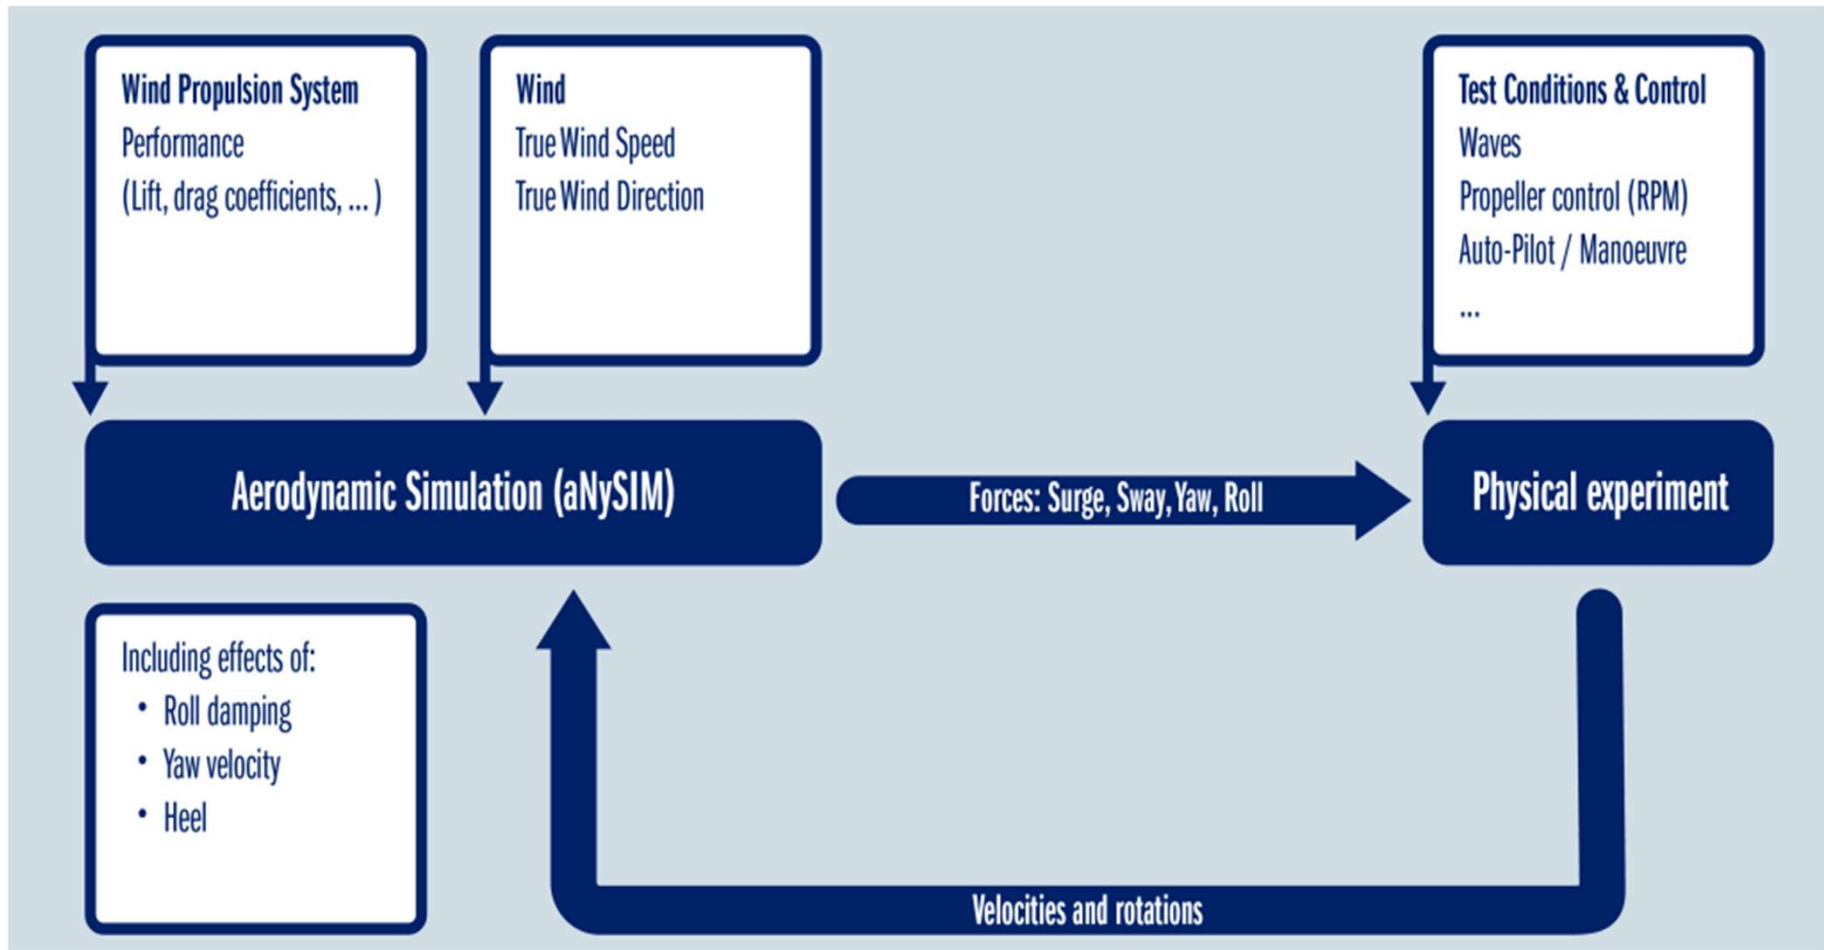 Wind Propulsion System
Performance
(Lift, drag coefficients, ... )
Wind
True Wind Speed
True Wind Direction
Test Conditions & Control
Waves
Propeller control (RPM)
Auto-Pilot / Manoeuvre
...
Aerodynamic Simulation (aNySIM)
Forces: Surge, Sway, Yaw, Roll
Physical experiment
Including effects of:
• Roll damping
• Yaw velocity
• Heel
Velocities and rotations